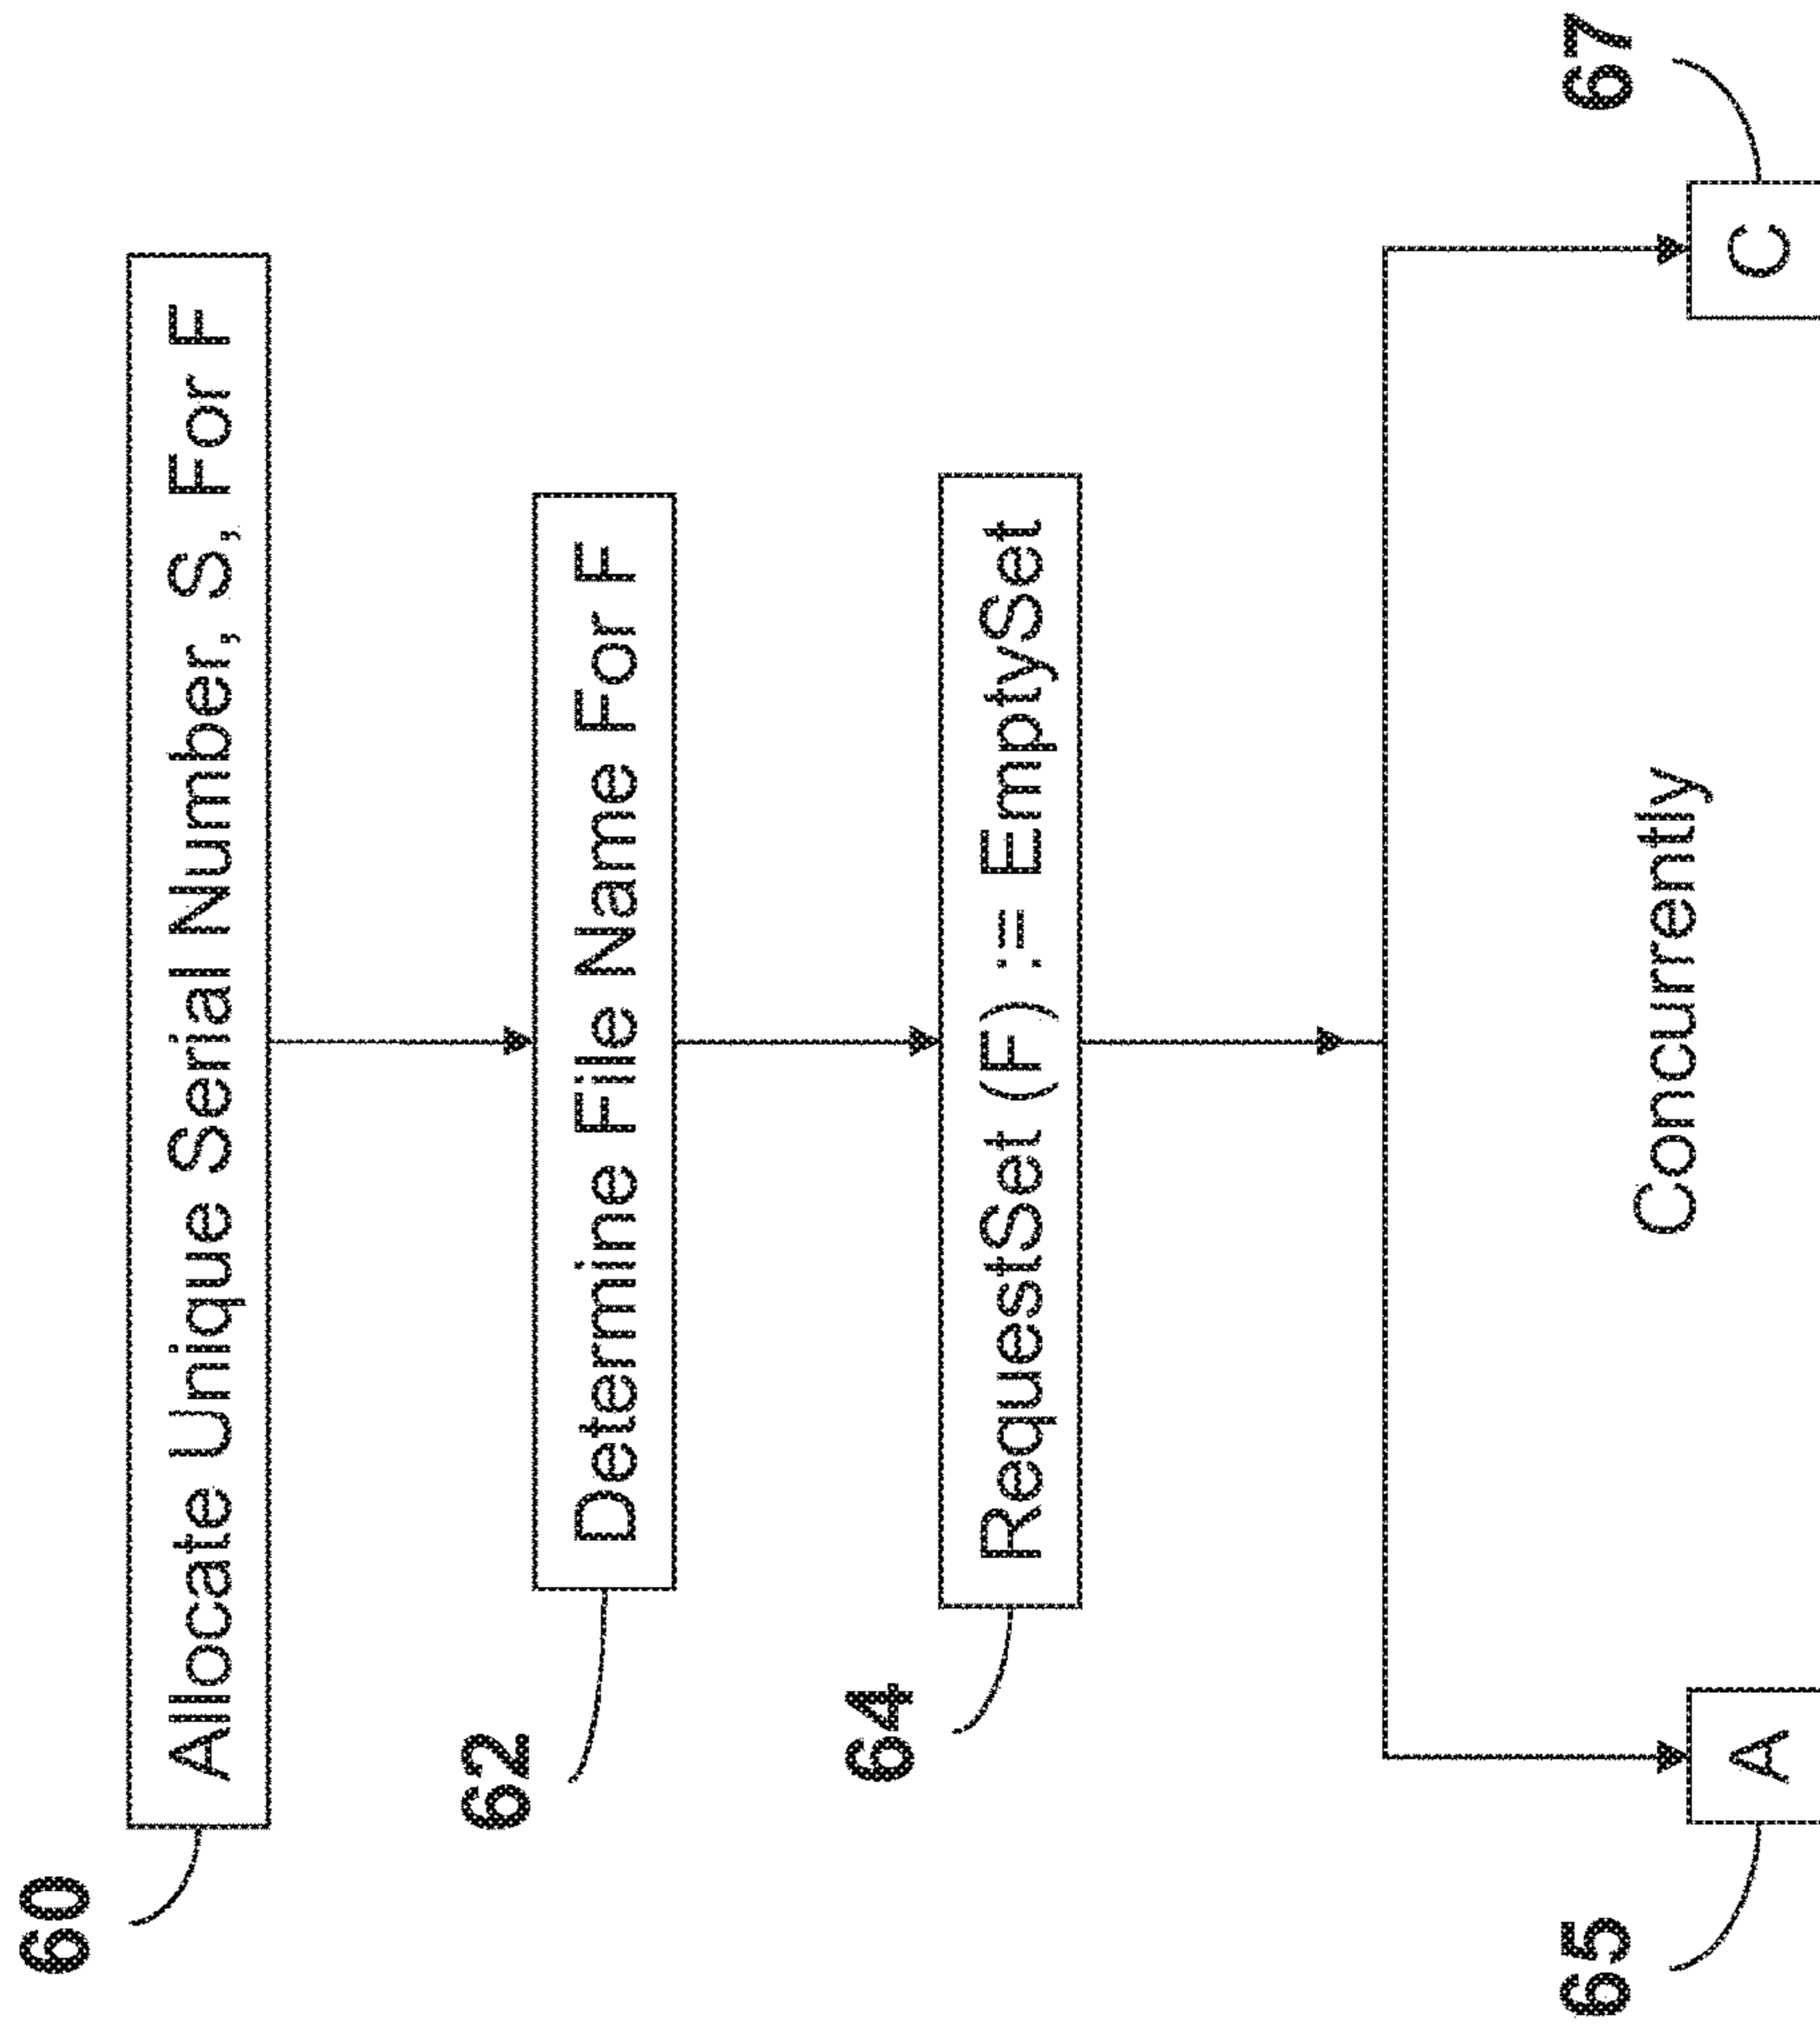 60
Allocate Unique Serial Number, S, For F
62
Determine File Name For F
64
RequestSet (F) := EmptySet
Concurrently
65
A
67
C